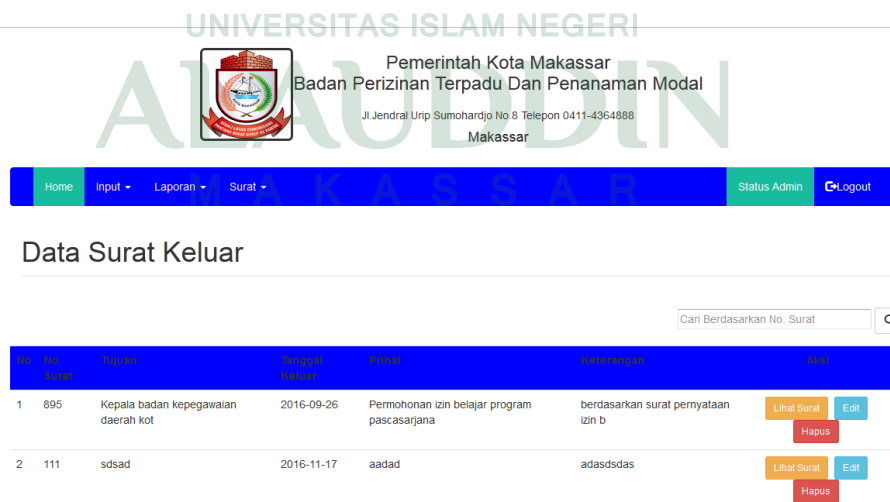 UNIVERSITAS ISLAM NEGERI
ALAUDDIN
MAKASSAR
Pemerintah Kota Makassar
Badan Perizinan Terpadu Dan Penanaman Modal
Jl.Jendral Urip Sumohardjo No.8 Telepon 0411-4364888
Makassar
Home Input Laporan Surat Status Admin Logout
Data Surat Keluar
Cari Berdasarkan No. Surat
No No. Surat Tujuan Tanggal Keluar Prihal Keterangan Aksi
1 895 Kepala badan kepegawaian 2016-09-26 Permohonan izin belajar program berdasarkan surat pernyataan Lihat Surat Edit
daerah kot pascasarjana izin b Hapus
2 111 sdsad 2016-11-17 aadad adasdsdas Lihat Surat Edit
Hapus